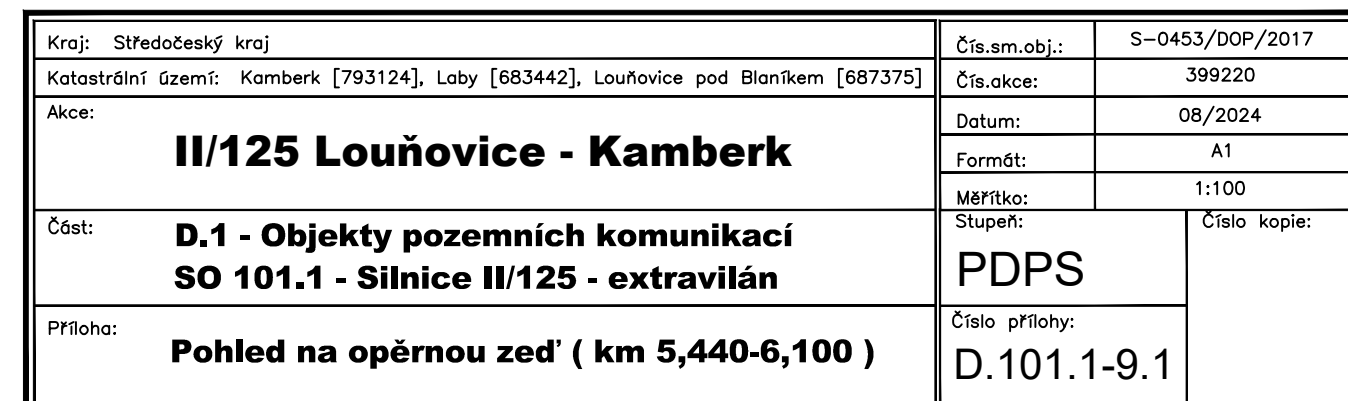 Kraj: Středočeský kraj
Katastrální území: Kamberk [793124], Laby [683442], Louňovice pod Blaníkem [687375]
Akce:
II/125 Louňovice - Kamberk
Část:
D.1 - Objekty pozemních komunikací
SO 101.1 - Silnice II/125 - extravilán
Příloha:
Pohled na opěrnou zeď ( km 5,440-6,100 )
Čís.sm.obj.: S-0453/DOP/2017
Čís.akce: 399220
Datum: 08/2024
Formát: A1
Měřítko: 1:100
Stupeň:
PDPS
Číslo kopie:
Číslo přílohy:
D.101.1-9.1